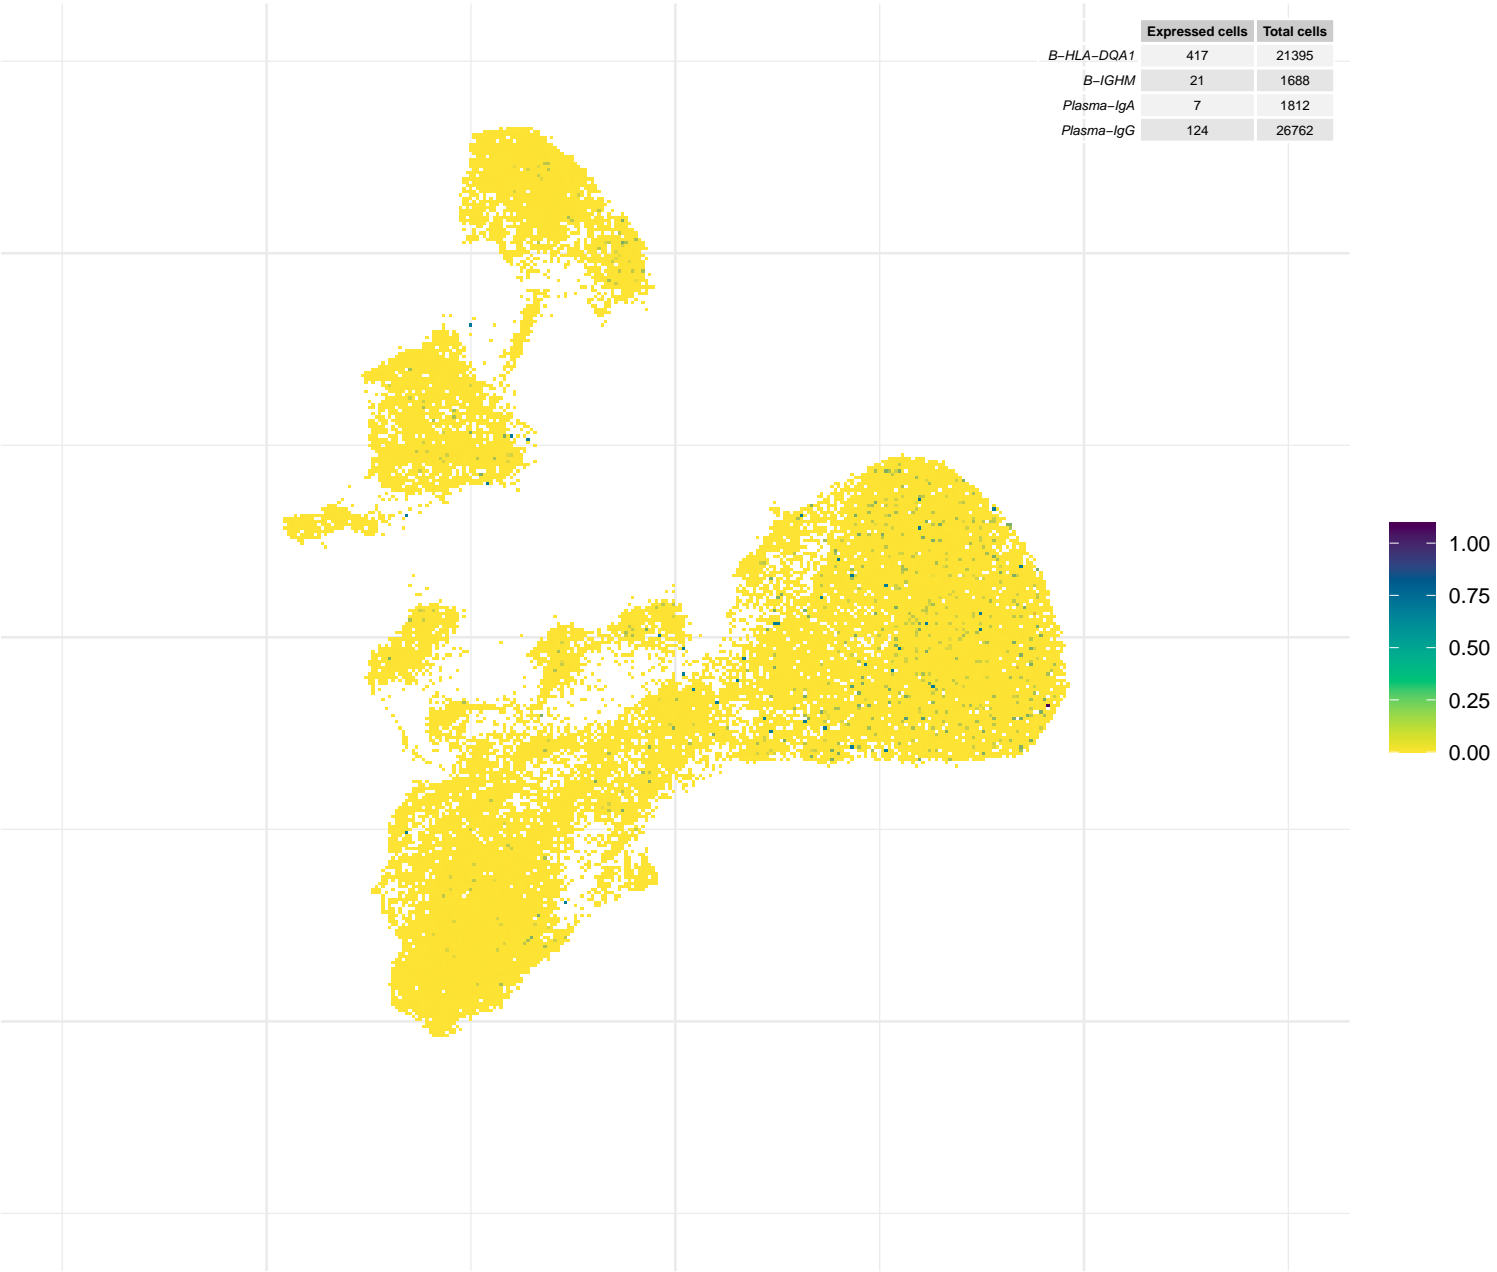 Expressed cells Total cells
B−HLA−DQA1 417 21395
B−IGHM 21 1688
Plasma−IgA 7 1812
Plasma−IgG 124 26762
1.00
0.75
0.50
0.25
0.00